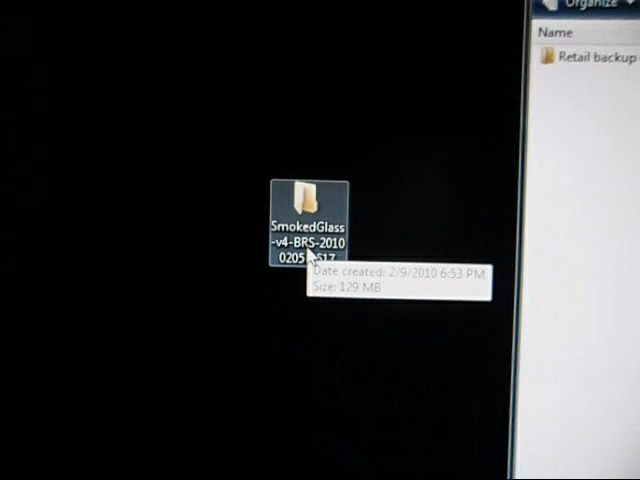 Organize
Name
Retail backup
SmokedGlass
-v4-BRS-2010
0205
517
Date created: 2/9/2010 6:53 PM
Size: 129 MB